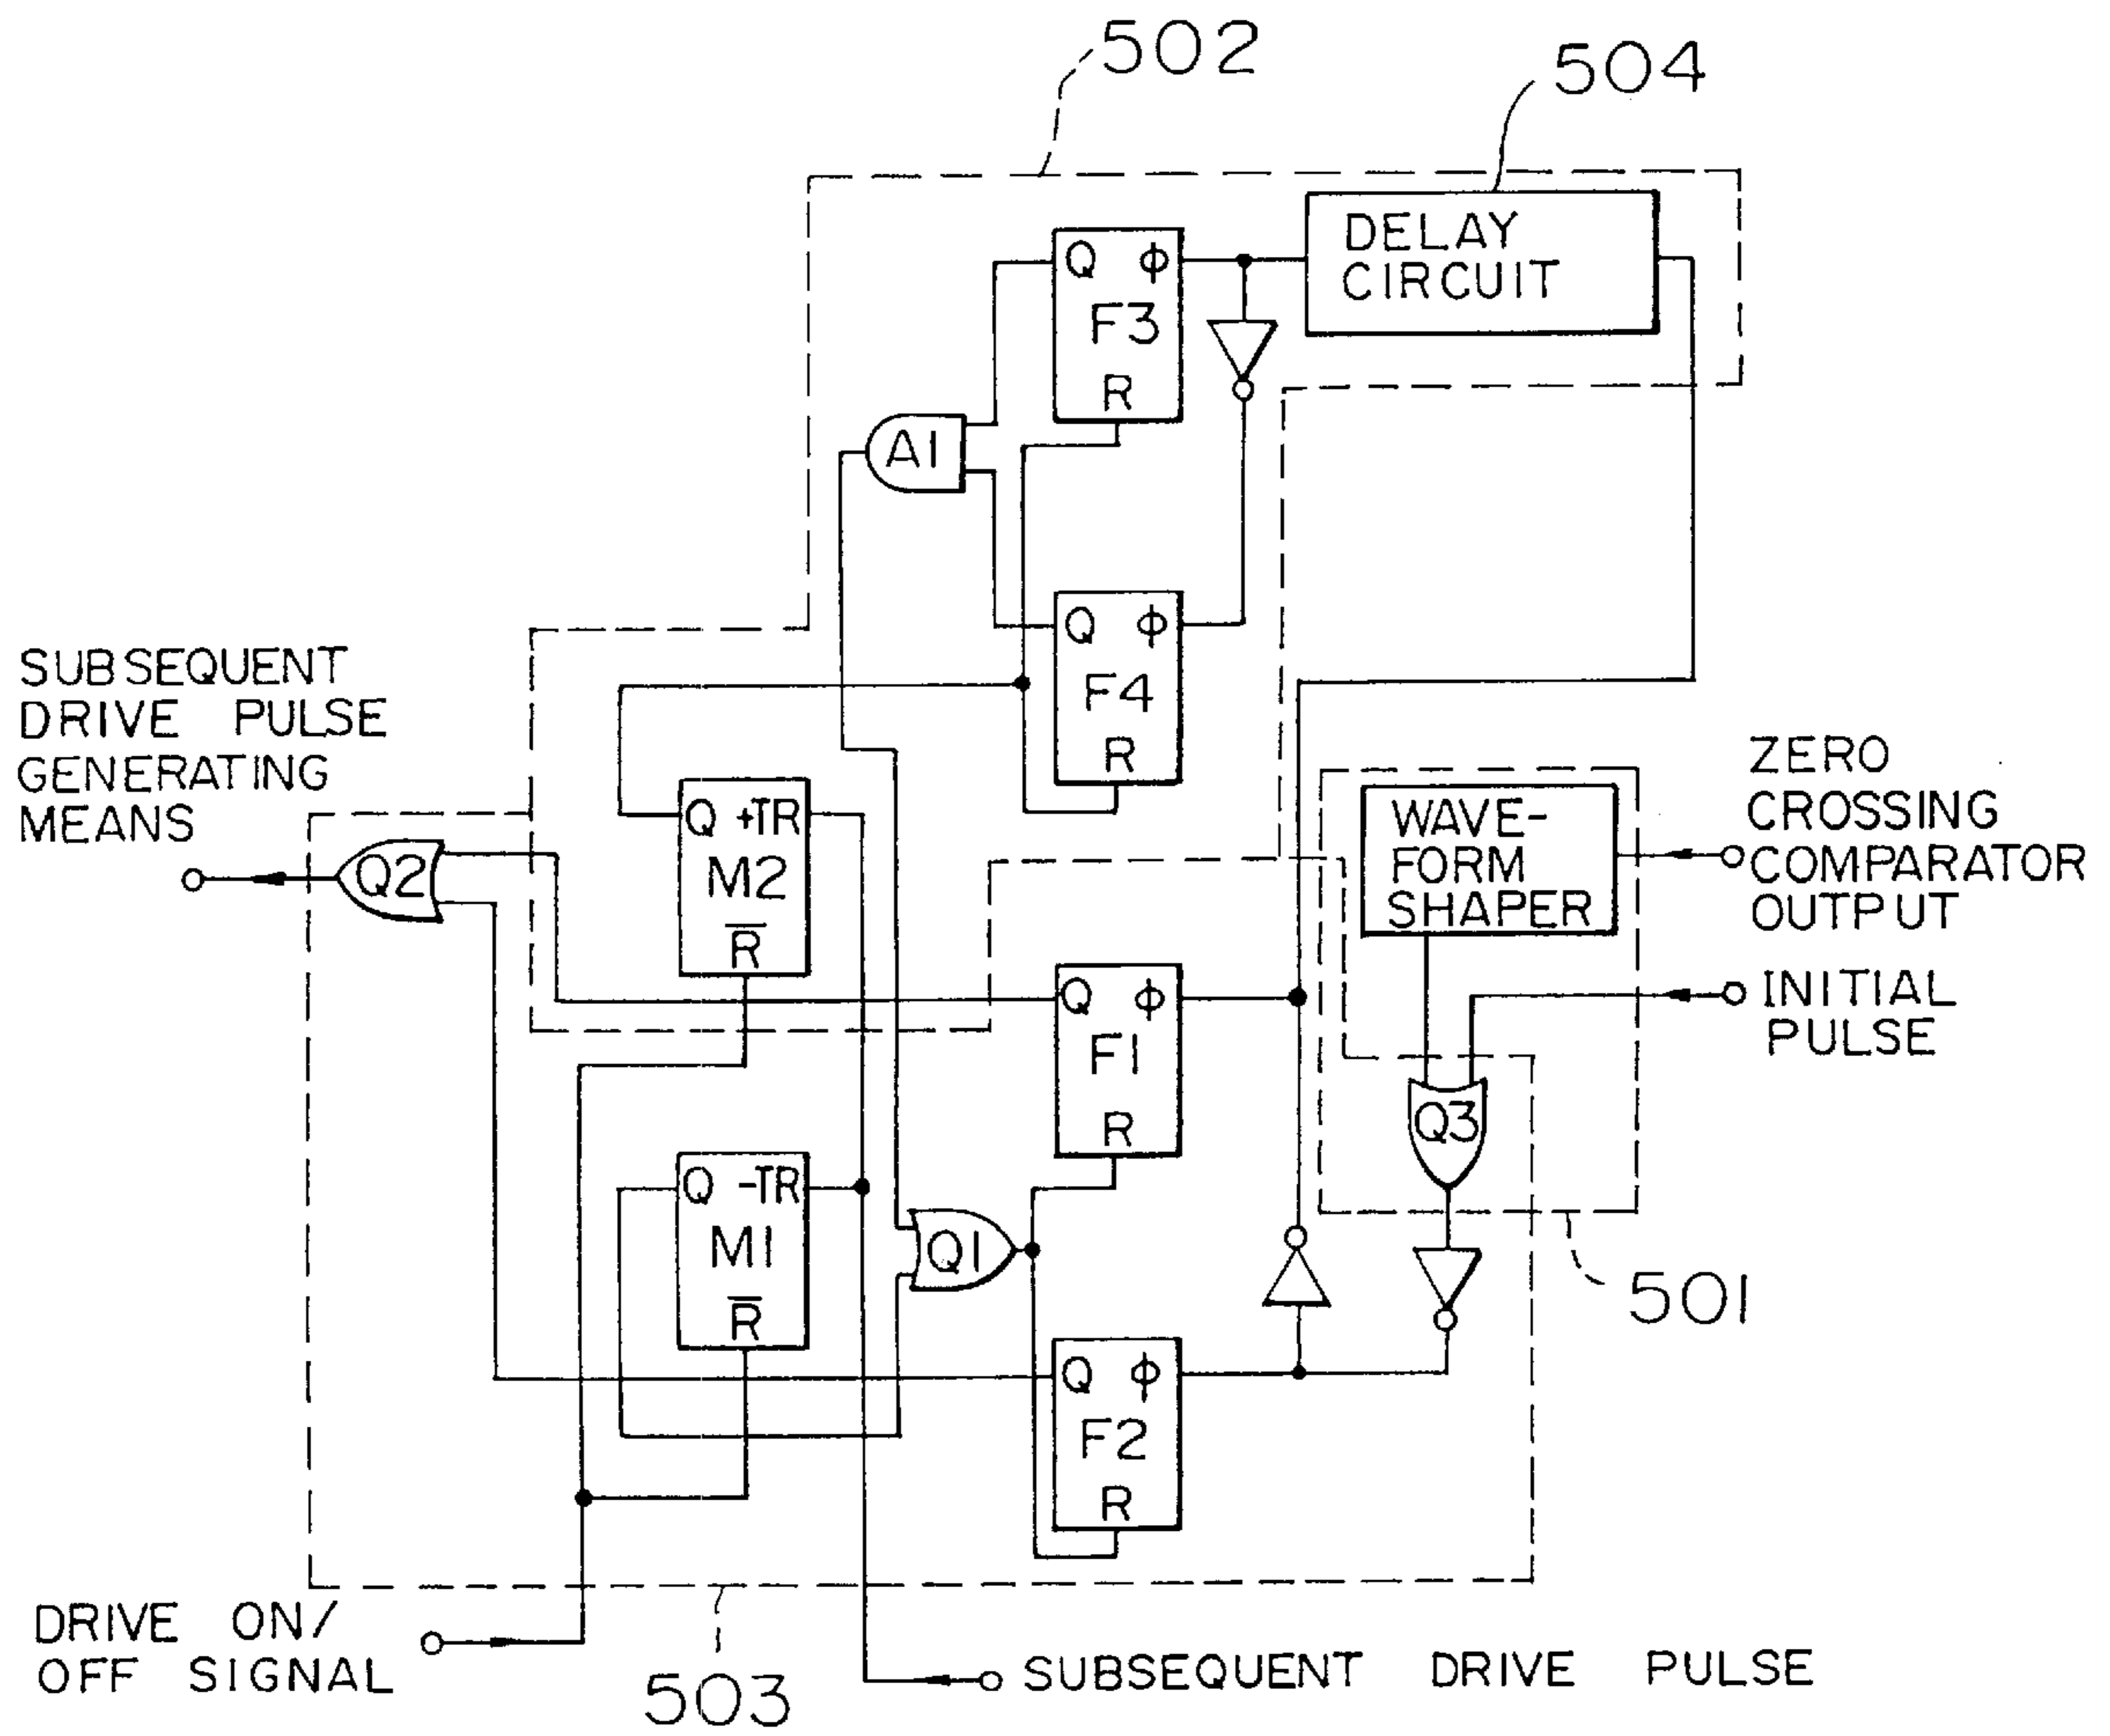 502
504
DELAY
CIRCUIT
Q ϕ
F3
R
A1
Q ϕ
F4
R
SUBSEQUENT
DRIVE PULSE
GENERATING
MEANS
Q2
Q +TR
M2
R̅
ZERO
CROSSING
COMPARATOR
OUTPUT
WAVE-
FORM
SHAPER
INITIAL
PULSE
Q ϕ
F1
R
Q3
Q -TR
M1
R̅
Q1
501
Q ϕ
F2
R
DRIVE ON/
OFF SIGNAL
503
SUBSEQUENT DRIVE PULSE